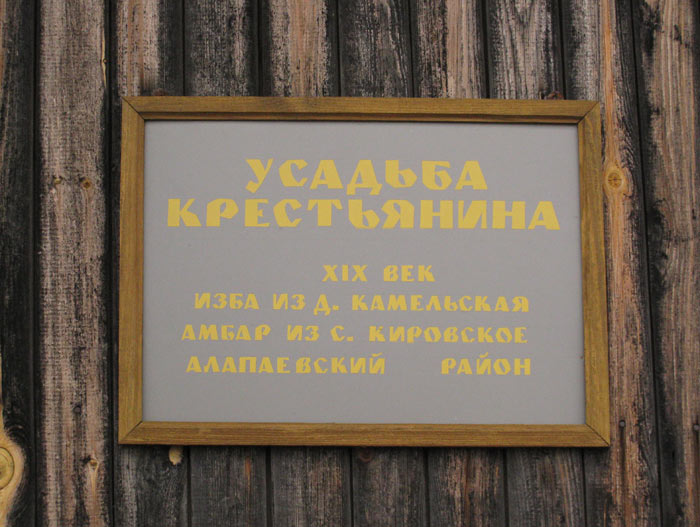 УСАДЬБА
КРЕСТЬЯНИНА
XIX ВЕК
ИЗБА ИЗ Д. КАМЕЛЬСКАЯ
АМБАР ИЗ С. КИРОВСКОЕ
АЛАПАЕВСКИЙ РАЙОН